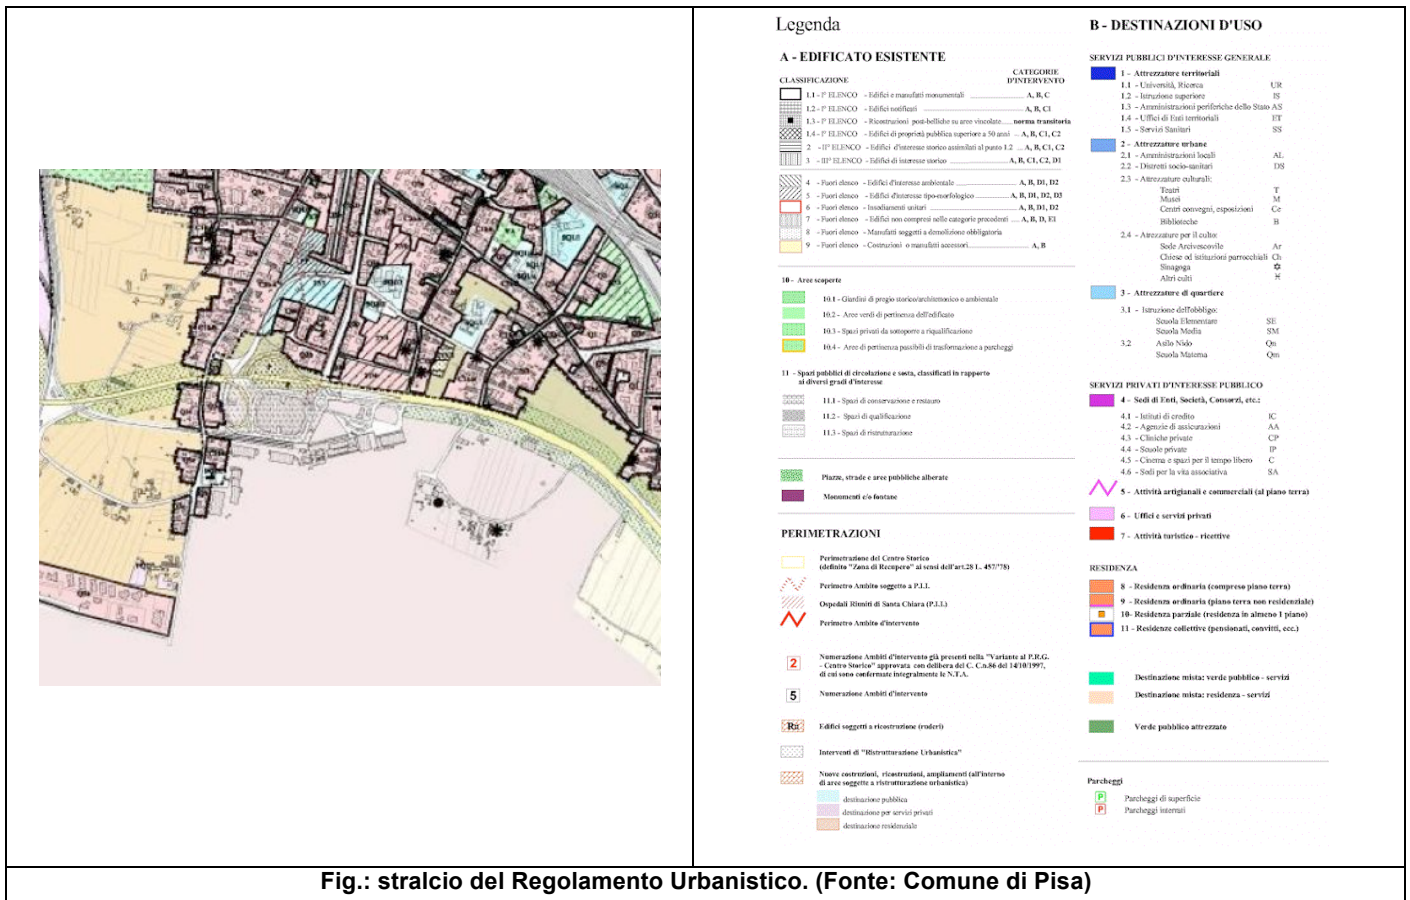 Legenda
A - EDIFICATO ESISTENTE
CLASSIFICAZIONE
CATEGORIE D'INTERVENTO
1.1 - I° ELENCO - Edifici e manufatti monumentali A, B, C
1.2 - I° ELENCO - Edifici notificati A, B, C1
1.3 - I° ELENCO - Ricostruzioni post-belliche su aree vincolate norma transitoria
1.4 - I° ELENCO - Edifici di proprietà pubblica superiore a 50 anni A, B, C1, C2
2 - II° ELENCO - Edifici d'interesse storico assimilati al punto 1.2 A, B, C1, C2
3 - III° ELENCO - Edifici di interesse storico A, B, C1, C2, D1
4 - Fuori elenco - Edifici d'interesse ambientale A, B, D1, D2
5 - Fuori elenco - Edifici d'interesse tipo-morfologico A, B, D1, D2, D3
6 - Fuori elenco - Insediamenti unitari A, B, D1, D2
7 - Fuori elenco - Edifici non compresi nelle categorie precedenti A, B, D, E1
8 - Fuori elenco - Manufatti soggetti a demolizione obbligatoria
9 - Fuori elenco - Costruzioni o manufatti accessori A, B
10 - Aree scoperte
10.1 - Giardini di pregio storico/architettonico o ambientale
10.2 - Aree verdi di pertinenza dell'edificato
10.3 - Spazi privati da sottoporre a riqualificazione
10.4 - Aree di pertinenza passibili di trasformazione a parcheggi
11 - Spazi pubblici di circolazione e sosta, classificati in rapporto
ai diversi gradi d'interesse
11.1 - Spazi di conservazione e restauro
11.2 - Spazi di qualificazione
11.3 - Spazi di ristrutturazione
Piazze, strade e aree pubbliche alberate
Monumenti e/o fontane
PERIMETRAZIONI
Perimetrazione del Centro Storico
(definito "Zona di Recupero" ai sensi dell'art.28 L. 457/'78)
Perimetro Ambito soggetto a P.I.I.
Ospedali Riuniti di Santa Chiara (P.I.I.)
Perimetro Ambito d'intervento
2 Numerazione Ambiti d'intervento già presenti nella "Variante al P.R.G.
- Centro Storico" approvata con delibera del C. C.n.86 del 14/10/1997,
di cui sono confermate integralmente le N.T.A.
5 Numerazione Ambiti d'intervento
Edifici soggetti a ricostruzione (ruderi)
Interventi di "Ristrutturazione Urbanistica"
Nuove costruzioni, ricostruzioni, ampliamenti (all'interno
di aree soggette a ristrutturazione urbanistica)
destinazione pubblica
destinazione per servizi privati
destinazione residenziale
B - DESTINAZIONI D'USO
SERVIZI PUBBLICI D'INTERESSE GENERALE
1 - Attrezzature territoriali
1.1 - Università, Ricerca UR
1.2 - Istruzione superiore IS
1.3 - Amministrazioni periferiche dello Stato AS
1.4 - Uffici di Enti territoriali ET
1.5 - Servizi Sanitari SS
2 - Attrezzature urbane
2.1 - Amministrazioni locali AL
2.2 - Distretti socio-sanitari DS
2.3 - Attrezzature culturali:
Teatri T
Musei M
Centri convegni, esposizioni Ce
Biblioteche B
2.4 - Attrezzature per il culto:
Sede Arcivescovile Ar
Chiese ed istituzioni parrocchiali Ch
Sinagoga
Altri culti
3 - Attrezzature di quartiere
3.1 - Istruzione dell'obbligo:
Scuola Elementare SE
Scuola Media SM
3.2 Asilo Nido Qn
Scuola Materna Qm
SERVIZI PRIVATI D'INTERESSE PUBBLICO
4 - Sedi di Enti, Società, Consorzi, etc.:
4.1 - Istituti di credito IC
4.2 - Agenzie di assicurazioni AA
4.3 - Cliniche private CP
4.4 - Scuole private IP
4.5 - Cinema e spazi per il tempo libero C
4.6 - Sedi per la vita associativa SA
5 - Attività artigianali e commerciali (al piano terra)
6 - Uffici e servizi privati
7 - Attività turistico - ricettive
RESIDENZA
8 - Residenza ordinaria (compreso piano terra)
9 - Residenza ordinaria (piano terra non residenziale)
10- Residenza parziale (residenza in almeno 1 piano)
11 - Residenze collettive (pensionati, convitti, ecc.)
Destinazione mista: verde pubblico - servizi
Destinazione mista: residenza - servizi
Verde pubblico attrezzato
Parcheggi
P Parcheggi di superficie
P Parcheggi interrati
Fig.: stralcio del Regolamento Urbanistico. (Fonte: Comune di Pisa)